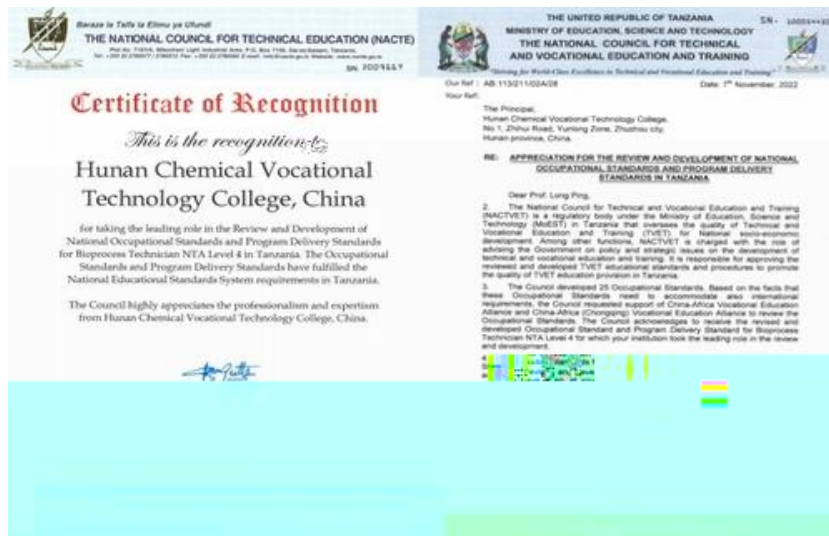 Baraza la Taifa la Elimu ya Ufundi
THE NATIONAL COUNCIL FOR TECHNICAL EDUCATION (NACTE)
Certificate of Recognition
This is the recognition to
Hunan Chemical Vocational
Technology College, China
for taking the leading role in the Review and Development of
National Occupational Standards and Program Delivery Standards
for Bioprocess Technician NTA Level 4 in Tanzania. The Occupational
Standards and Program Delivery Standards have fulfilled the
National Educational Standards System requirements in Tanzania.
The Council highly appreciates the professionalism and expertism
from Hunan Chemical Vocational Technology College, China.
THE UNITED REPUBLIC OF TANZANIA
MINISTRY OF EDUCATION, SCIENCE AND TECHNOLOGY
THE NATIONAL COUNCIL FOR TECHNICAL
AND VOCATIONAL EDUCATION AND TRAINING
"Striving for World-Class Excellence in Technical and Vocational Education and Training"
Our Ref : AB.113/211/02A/28
Date: 7th November, 2022
Your Ref:
The Principal,
Hunan Chemical Vocational Technology College,
No 1, Zhihui Road, Yunlong Zone, Zhuzhou city,
Hunan province, China.
RE: APPRECIATION FOR THE REVIEW AND DEVELOPMENT OF NATIONAL
OCCUPATIONAL STANDARDS AND PROGRAM DELIVERY
STANDARDS IN TANZANIA
Dear Prof. Long Ping,
2. The National Council for Technical and Vocational Education and Training
(NACTVET) is a regulatory body under the Ministry of Education, Science and
Technology (MoEST) in Tanzania that oversees the quality of Technical and
Vocational Education and Training (TVET) for National socio-economic
development. Among other functions, NACTVET is charged with the role of
advising the Government on policy and strategic issues on the development of
technical and vocational education and training. It is responsible for approving the
reviewed and developed TVET educational standards and procedures to promote
the quality of TVET education provision in Tanzania.
3. The Council developed 25 Occupational Standards. Based on the facts that
these Occupational Standards need to accommodate also international
requirements, the Council requested support of China-Africa Vocational Education
Alliance and China-Africa (Chongqing) Vocational Education Alliance to review the
Occupational Standards. The Council acknowledges to receive the revised and
developed Occupational Standard and Program Delivery Standard for Bioprocess
Technician NTA Level 4 for which your institution took the leading role in the review
and development.